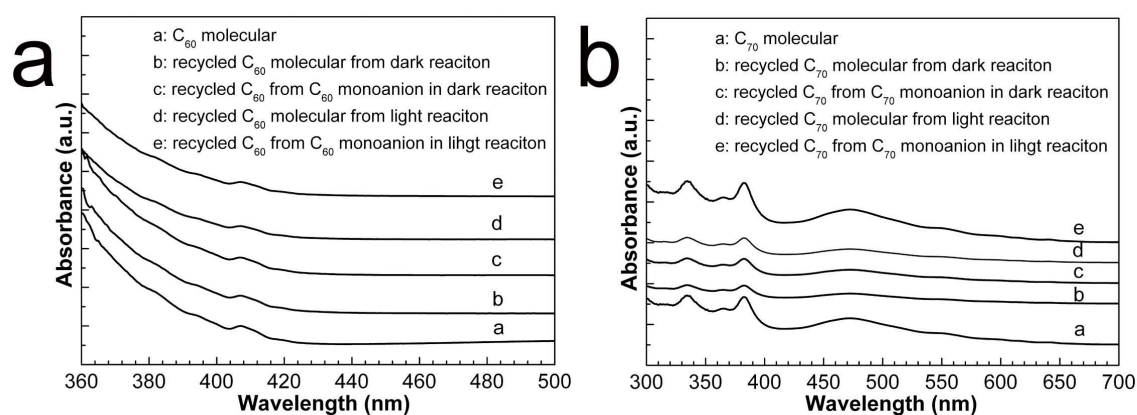 a
a: C60 molecular
b: recycled C60 molecular from dark reaciton
c: recycled C60 from C60 monoanion in dark reaciton
d: recycled C60 molecular from light reaciton
e: recycled C60 from C60 monoanion in lihgt reaciton
Absorbance (a.u.)
e
d
c
b
a
360 380 400 420 440 460 480 500
Wavelength (nm)
b
a: C70 molecular
b: recycled C70 molecular from dark reaciton
c: recycled C70 from C70 monoanion in dark reaciton
d: recycled C70 molecular from light reaciton
e: recycled C70 from C70 monoanion in lihgt reaciton
Absorbance (a.u.)
e
d
c
b
a
300 350 400 450 500 550 600 650 700
Wavelength (nm)